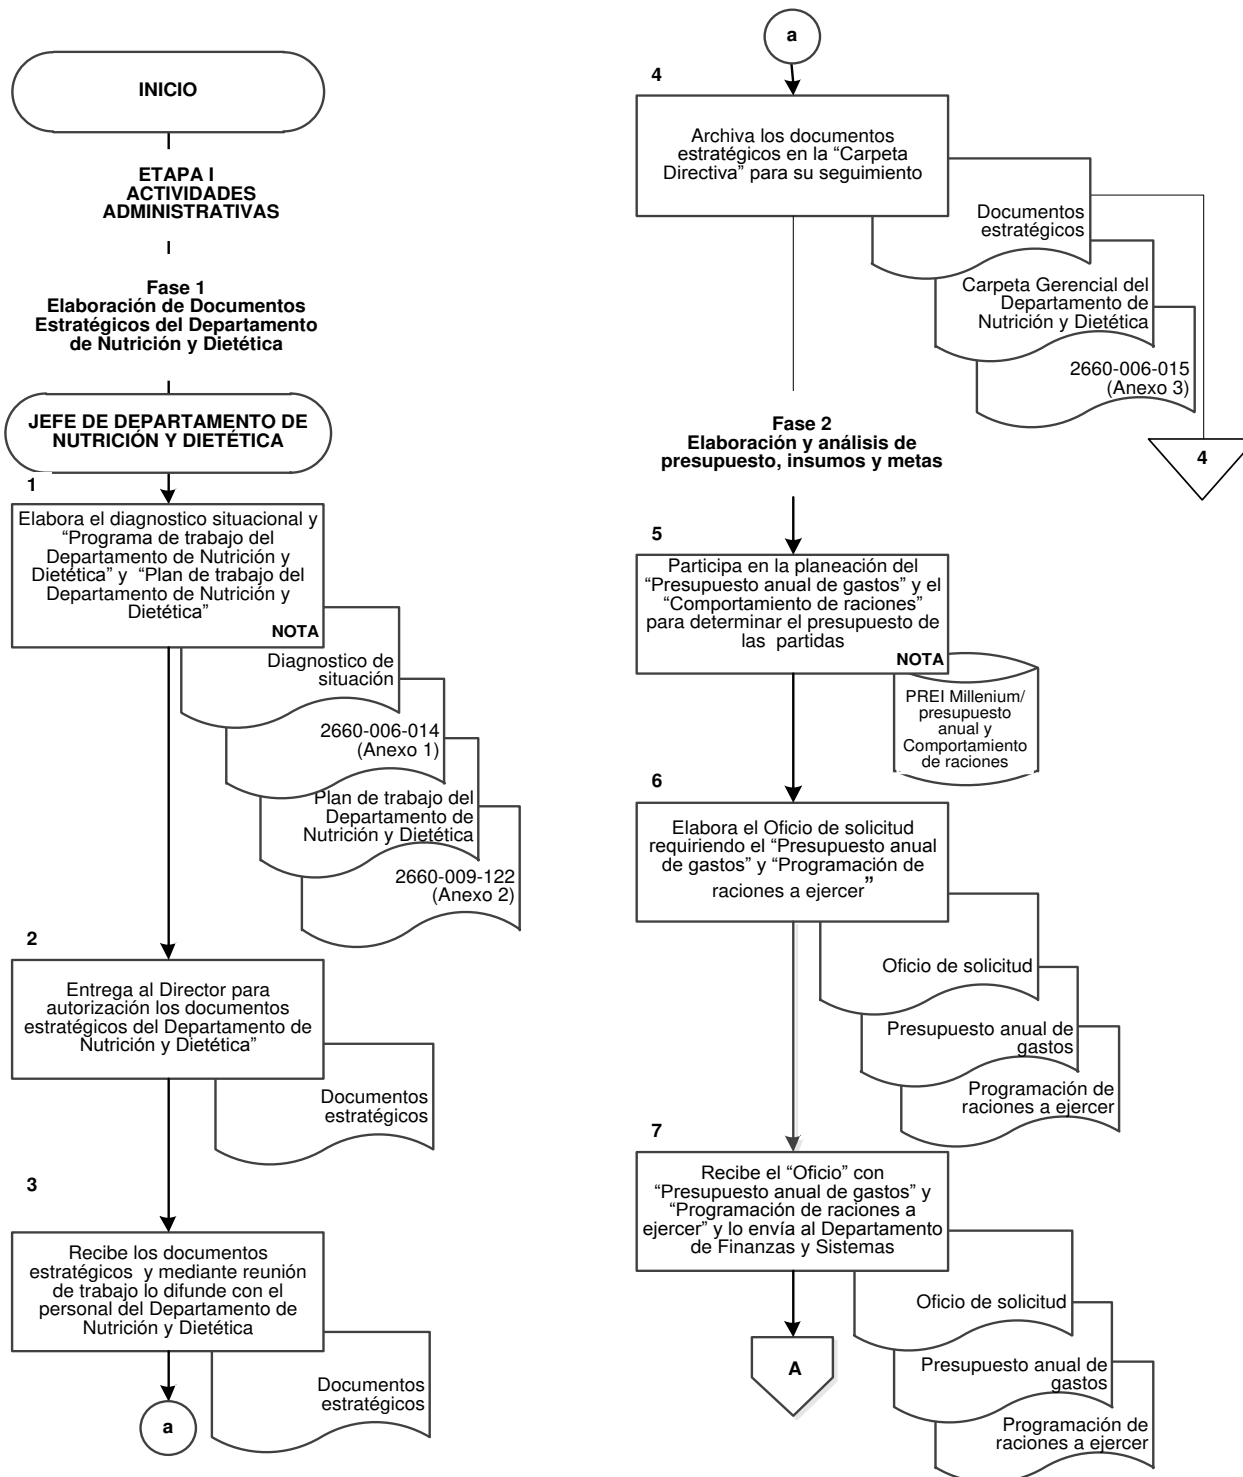 INICIO
ETAPA I
ACTIVIDADES
ADMINISTRATIVAS
Fase 1
Elaboración de Documentos
Estratégicos del Departamento
de Nutrición y Dietética
JEFE DE DEPARTAMENTO DE
NUTRICIÓN Y DIETÉTICA
1
Elabora el diagnostico situacional y
“Programa de trabajo del
Departamento de Nutrición y
Dietética” y “Plan de trabajo del
Departamento de Nutrición y
Dietética”
NOTA
Diagnostico de
situación
2660-006-014
(Anexo 1)
Plan de trabajo del
Departamento de
Nutrición y Dietética
2660-009-122
(Anexo 2)
2
Entrega al Director para
autorización los documentos
estratégicos del Departamento de
Nutrición y Dietética”
Documentos
estratégicos
3
Recibe los documentos
estratégicos y mediante reunión
de trabajo lo difunde con el
personal del Departamento de
Nutrición y Dietética
Documentos
estratégicos
a
a
4
Archiva los documentos
estratégicos en la “Carpeta
Directiva” para su seguimiento
Documentos
estratégicos
Carpeta Gerencial del
Departamento de
Nutrición y Dietética
2660-006-015
(Anexo 3)
4
Fase 2
Elaboración y análisis de
presupuesto, insumos y metas
5
Participa en la planeación del
“Presupuesto anual de gastos” y el
“Comportamiento de raciones”
para determinar el presupuesto de
las partidas
NOTA
PREI Millenium/
presupuesto
anual y
Comportamiento
de raciones
6
Elabora el Oficio de solicitud
requiriendo el “Presupuesto anual
de gastos” y “Programación de
raciones a ejercer”
Oficio de solicitud
Presupuesto anual de
gastos
Programación de
raciones a ejercer
7
Recibe el “Oficio” con
“Presupuesto anual de gastos” y
“Programación de raciones a
ejercer” y lo envía al Departamento
de Finanzas y Sistemas
Oficio de solicitud
Presupuesto anual de
gastos
Programación de
raciones a ejercer
A